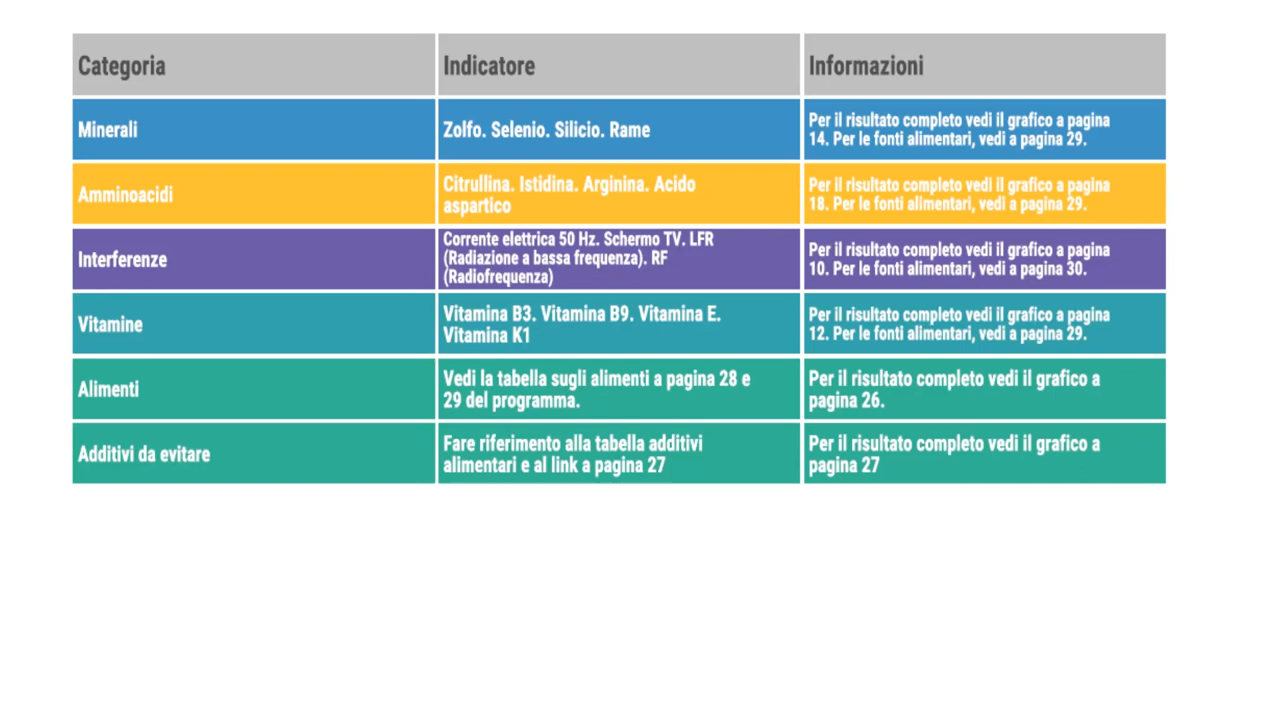 Categoria
Indicatore
Informazioni
Minerali
Zolfo. Selenio. Silicio. Rame
Per il risultato completo vedi il grafico a pagina
14. Per le fonti alimentari, vedi a pagina 29.
Amminoacidi
Citrullina. Istidina. Arginina. Acido
aspartico
Per il risultato completo vedi il grafico a pagina
18. Per le fonti alimentari, vedi a pagina 29.
Interferenze
Corrente elettrica 50 Hz. Schermo TV. LFR
(Radiazione a bassa frequenza). RF
(Radiofrequenza)
Per il risultato completo vedi il grafico a pagina
10. Per le fonti alimentari, vedi a pagina 30.
Vitamine
Vitamina B3. Vitamina B9. Vitamina E.
Vitamina K1
Per il risultato completo vedi il grafico a pagina
12. Per le fonti alimentari, vedi a pagina 29.
Alimenti
Vedi la tabella sugli alimenti a pagina 28 e
29 del programma.
Per il risultato completo vedi il grafico a
pagina 26.
Additivi da evitare
Fare riferimento alla tabella additivi
alimentari e al link a pagina 27
Per il risultato completo vedi il grafico a
pagina 27